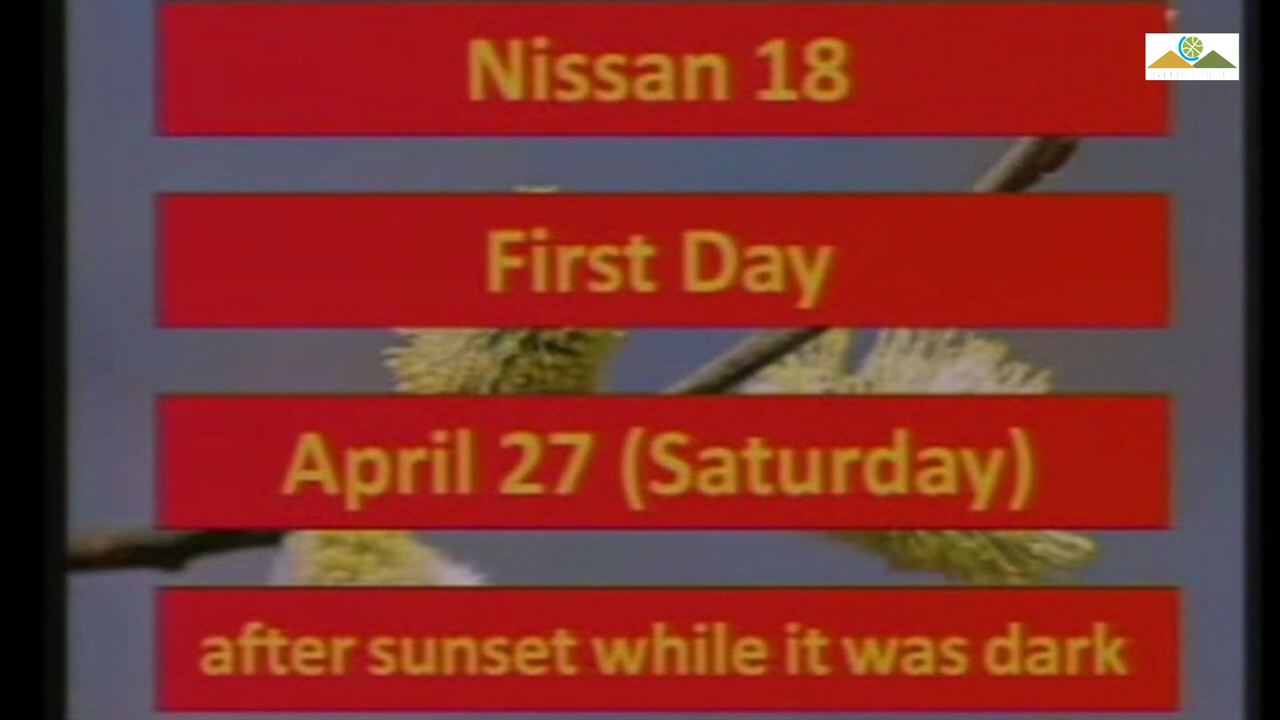 Nissan 18
First Day
April 27 (Saturday)
after sunset while it was dark